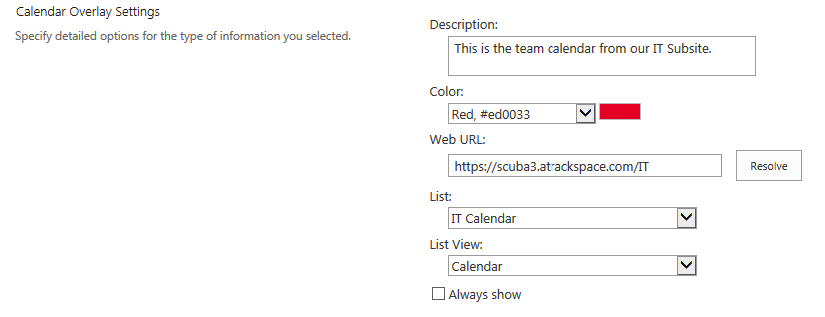 Calendar Overlay Settings
Specify detailed options for the type of information you selected.
Description:
This is the team calendar from our IT Subsite.
Color:
Red, #ed0033
Web URL:
https://scuba3.atrackspace.com/IT
Resolve
List:
IT Calendar
List View:
Calendar
Always show